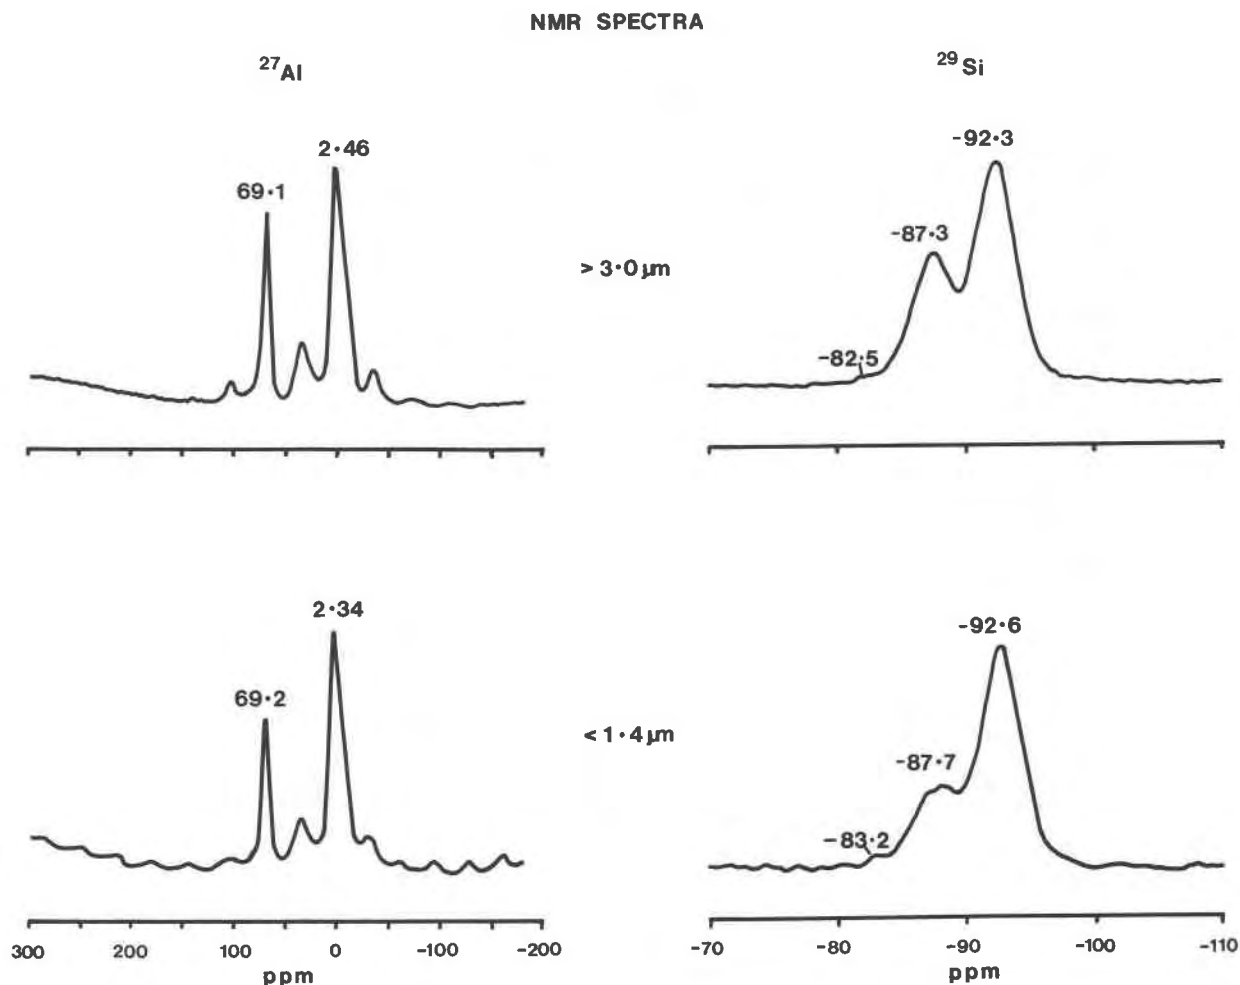 NMR SPECTRA
²⁷Al
²⁹Si
2·46
69·1
-92·3
-87·3
-82·5
> 3·0 µm
2·34
69·2
-92·6
-87·7
-83·2
< 1·4 µm
300 200 100 0 -100 -200
ppm
-70 -80 -90 -100 -110
ppm